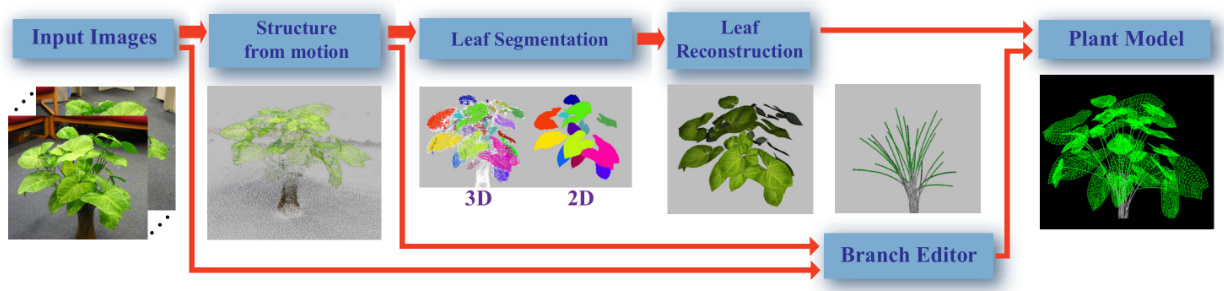 Input Images
Structure
from motion
Leaf Segmentation
Leaf
Reconstruction
Plant Model
3D
2D
Branch Editor